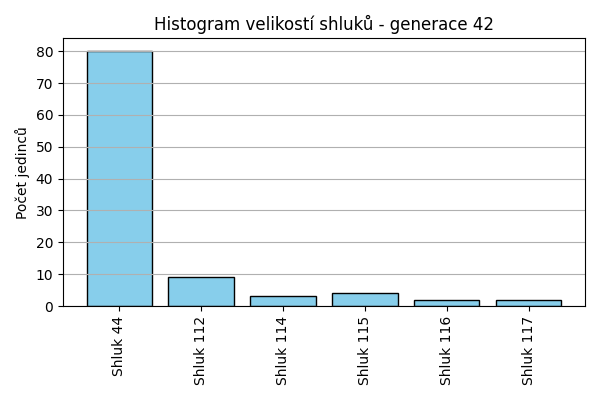 Histogram velikostí shluků - generace 42
Počet jedinců
80
70
60
50
40
30
20
10
0
Shluk 44
Shluk 112
Shluk 114
Shluk 115
Shluk 116
Shluk 117